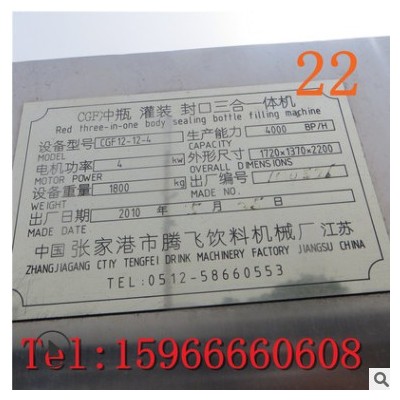 22
CGF冲瓶 灌装 封口三合一体机
Red three-in-one body sealing bottle filling machine
设备型号 CGF12-12-4 生产能力 4000 BP/H
MODEL
电机功率 4 kw 外形尺寸 1720×1370×2200
MOTOR POWER OVERALL DIMENSIONS
设备重量 1800 kg 出厂编号
WEIGHT MADE NO.
出厂日期 2010 年 月 日
MADE DATE
中国 张家港市腾飞饮料机械厂 江苏
ZHANGJIAGANG CTIY TENGFEI DRINK MACHINERY FACTORY JIANGSU CHINA
TEL:0512-58660553
Tel:15966660608